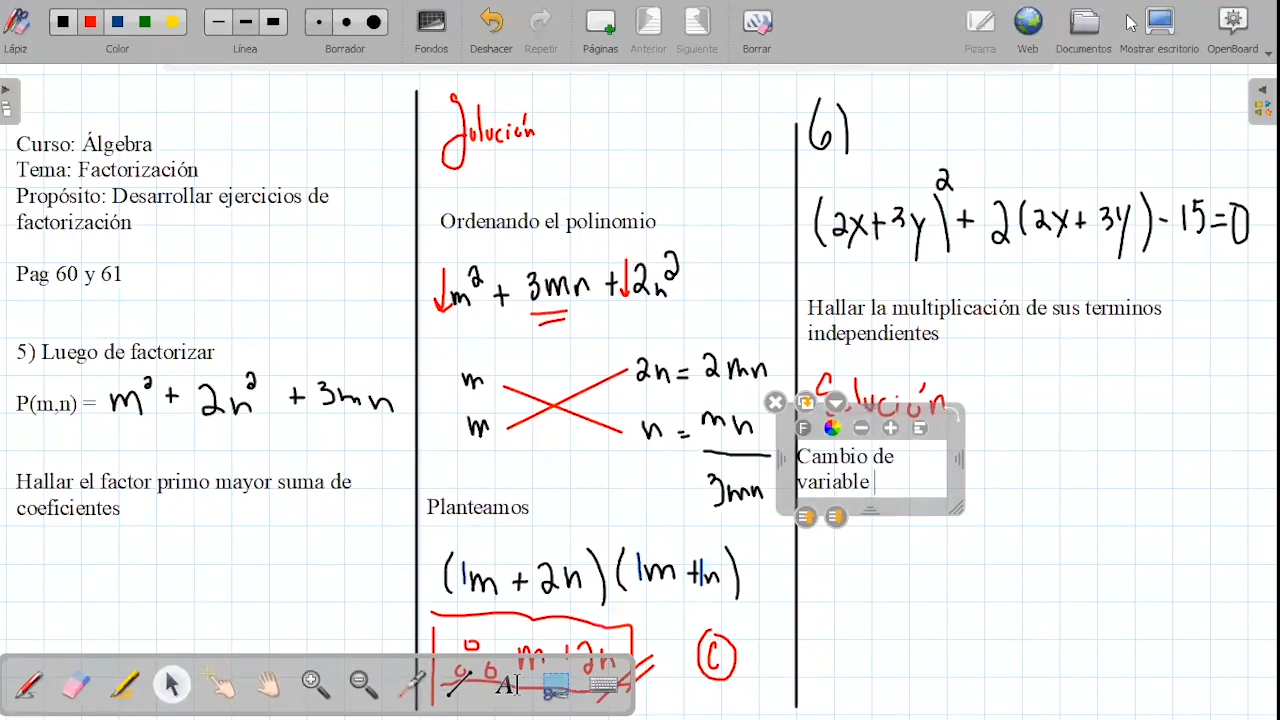 Lápiz
Color
Línea
Borrador
Fondos
Deshacer
Repetir
Páginas
Anterior
Siguiente
Borrar
Pizarra
Web
Documentos
Mostrar escritorio
OpenBoard
Curso: Álgebra
Tema: Factorización
Propósito: Desarrollar ejercicios de
factorización
Pag 60 y 61
5) Luego de factorizar
P(m,n) = m² + 2n² + 3mn
Hallar el factor primo mayor suma de
coeficientes
Solución
Ordenando el polinomio
m² + 3mn + 2n²
m 2n = 2mn
m n = mn
3mn
Planteamos
(1m + 2n)(1m + 1n)
m + 2n
C
6)
(2x+3y)² + 2(2x+3y) - 15=0
Hallar la multiplicación de sus terminos
independientes
Solución
F
Cambio de
variable
AI